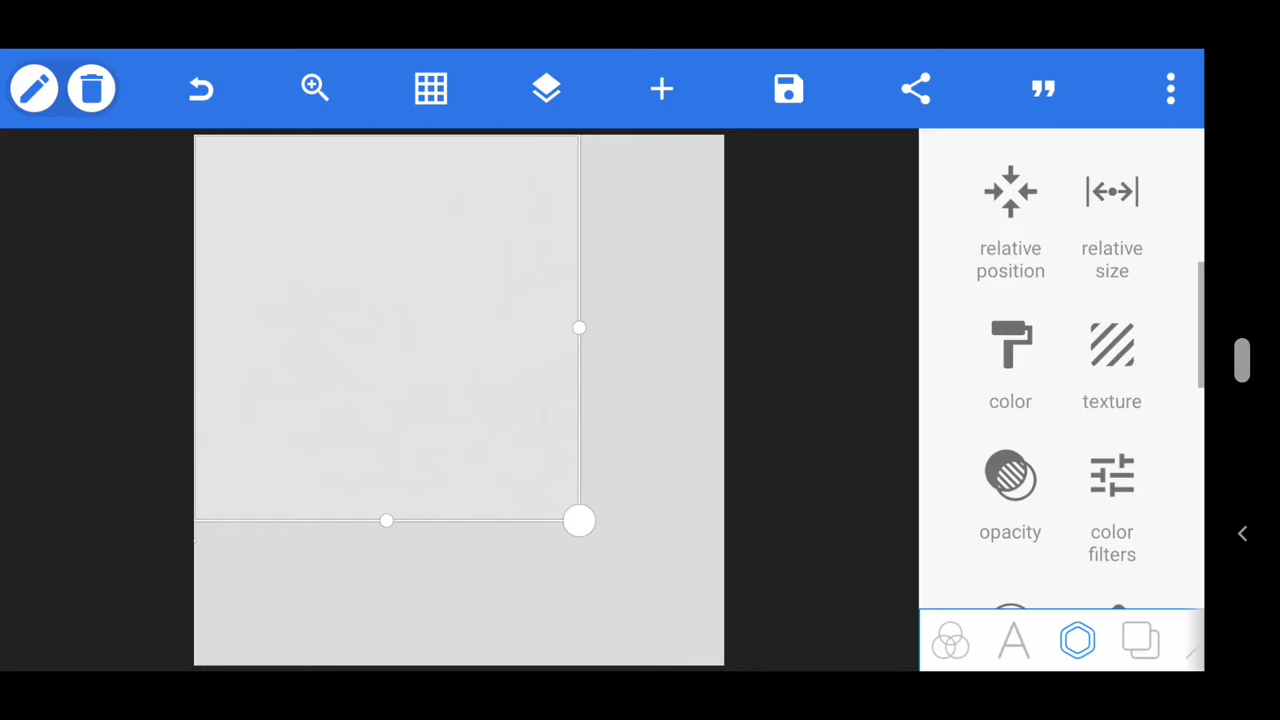 relative
position
relative
size
color
texture
opacity
color
filters